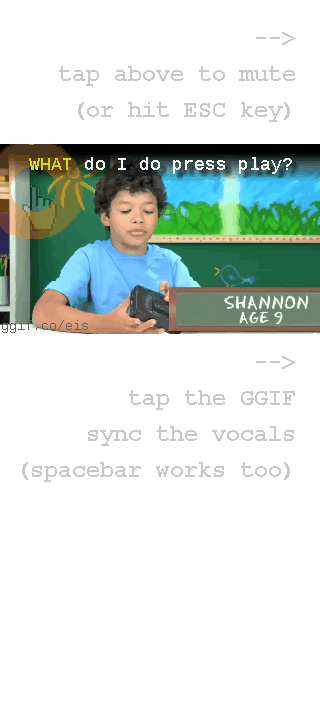 -->
tap above to mute
(or hit ESC key)
WHAT do I do press play?
SHANNON
AGE 9
ggif.co/eis
-->
tap the GGIF
sync the vocals
(spacebar works too)